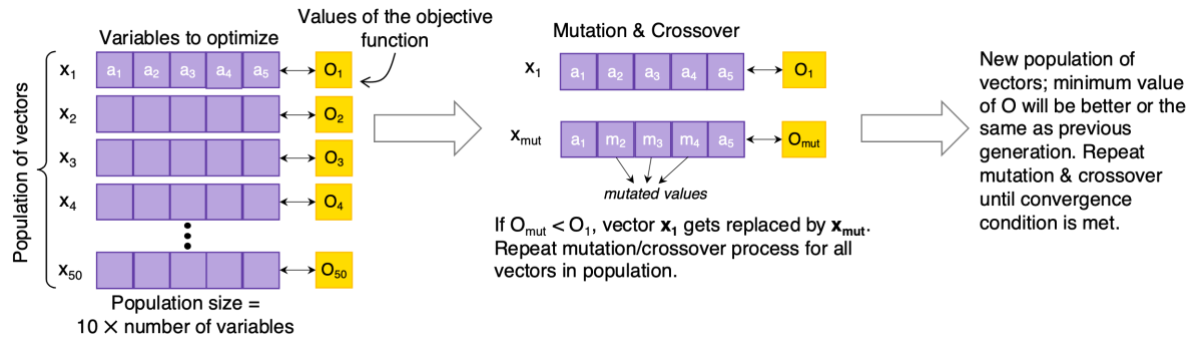 Values of the objective
function
Variables to optimize
Population of vectors
x₁ a₁ a₂ a₃ a₄ a₅ O₁
x₂ O₂
x₃ O₃
x₄ O₄
x₅₀ O₅₀
Population size =
10 × number of variables
Mutation & Crossover
x₁ a₁ a₂ a₃ a₄ a₅ O₁
xₘᵤₜ a₁ m₂ m₃ m₄ a₅ Oₘᵤₜ
mutated values
If Oₘᵤₜ < O₁, vector x₁ gets replaced by xₘᵤₜ.
Repeat mutation/crossover process for all
vectors in population.
New population of
vectors; minimum value
of O will be better or the
same as previous
generation. Repeat
mutation & crossover
until convergence
condition is met.